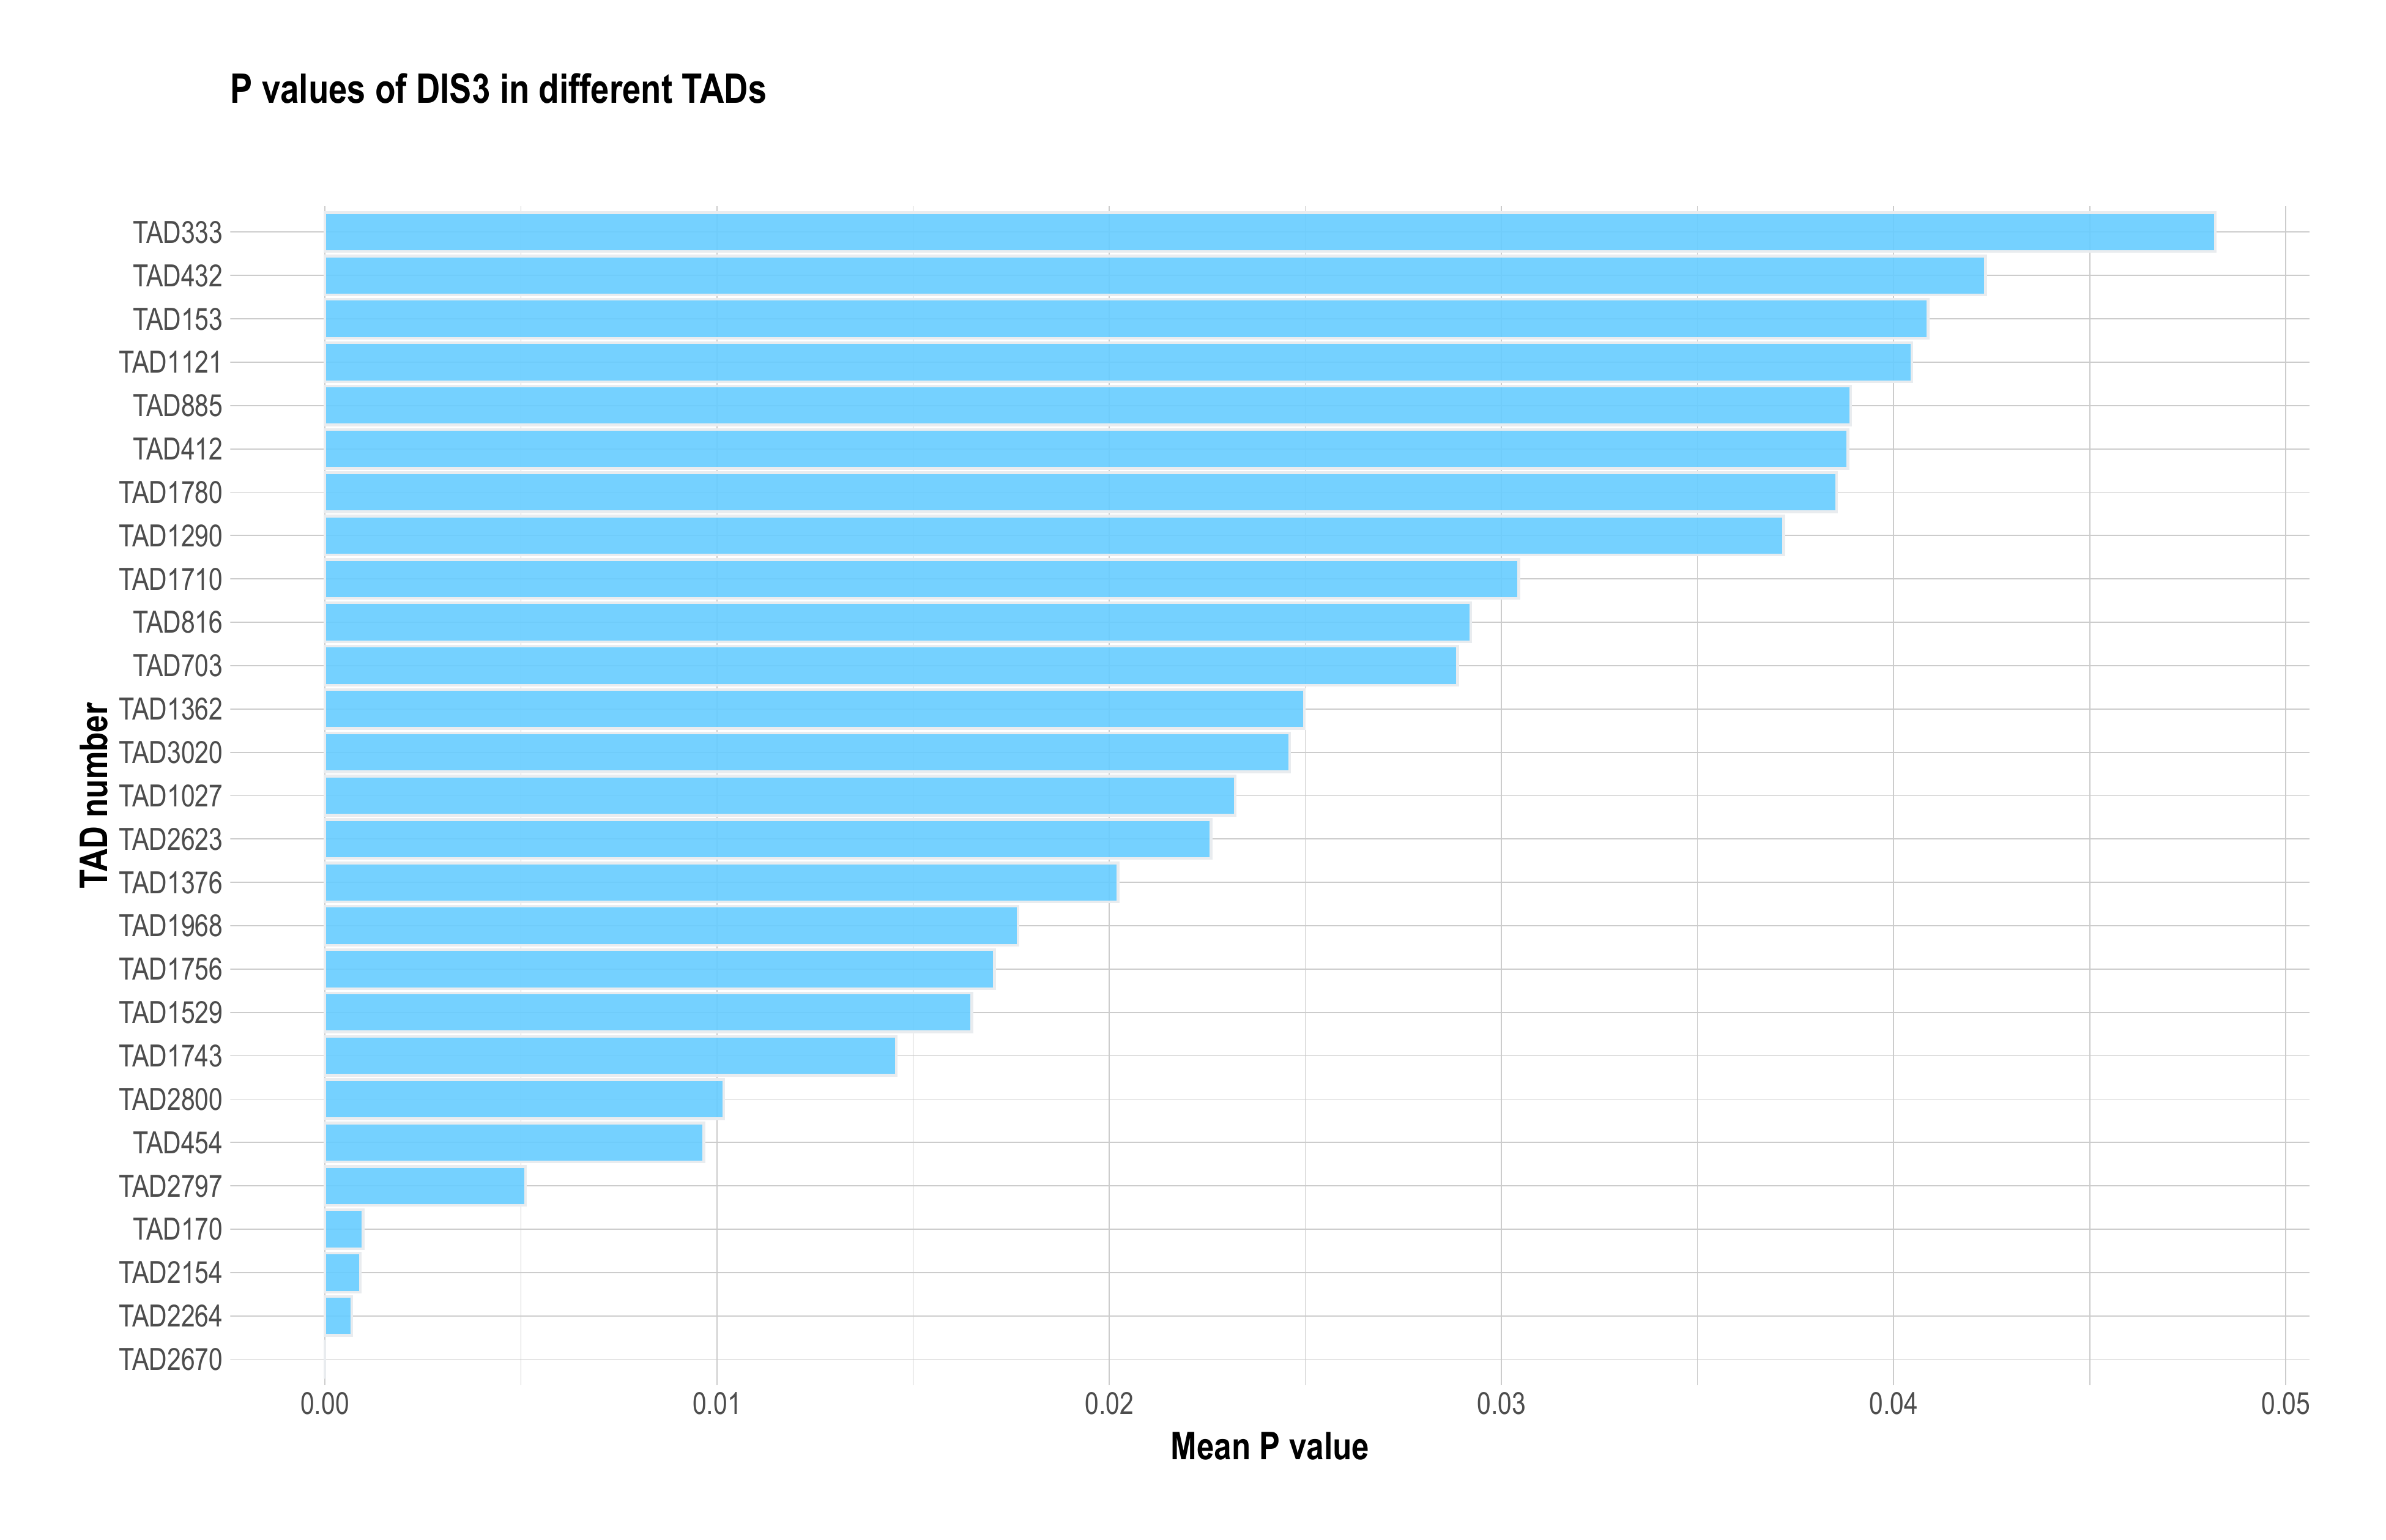 P values of DIS3 in different TADs
TAD333
TAD432
TAD153
TAD1121
TAD885
TAD412
TAD1780
TAD1290
TAD1710
TAD816
TAD703
TAD1362
TAD3020
TAD1027
TAD2623
TAD1376
TAD1968
TAD1756
TAD1529
TAD1743
TAD2800
TAD454
TAD2797
TAD170
TAD2154
TAD2264
TAD2670
TAD number
0.00 0.01 0.02 0.03 0.04 0.05
Mean P value